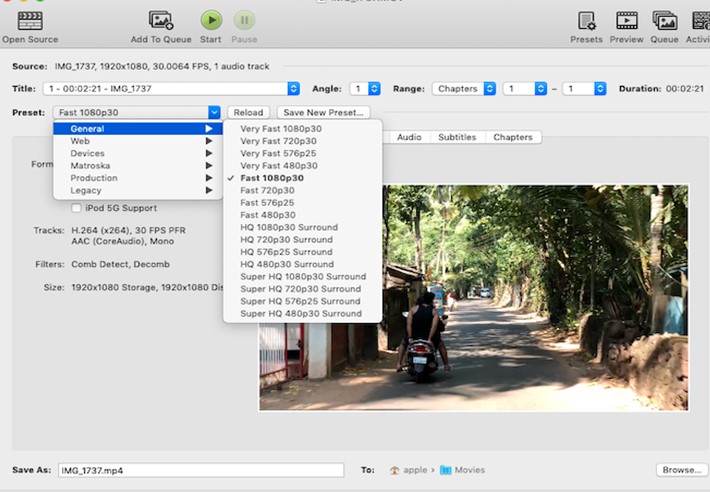 Open Source Add To Queue Start Pause Presets Preview Queue
Source: IMG_1737, 1920x1080, 30.0064 FPS, 1 audio track
Title: 1 - 00:02:21 - IMG_1737 Angle: 1 Range: Chapters 1 – 1 Duration: 00:02:21
Preset: Fast 1080p30 Reload Save New Preset...
General
Web
Devices
Matroska
Production
Legacy
Very Fast 1080p30
Very Fast 720p30
Very Fast 576p25
Very Fast 480p30
✓ Fast 1080p30
Fast 720p30
Fast 576p25
Fast 480p30
HQ 1080p30 Surround
HQ 720p30 Surround
HQ 576p25 Surround
HQ 480p30 Surround
Super HQ 1080p30 Surround
Super HQ 720p30 Surround
Super HQ 576p25 Surround
Super HQ 480p30 Surround
Audio Subtitles Chapters
iPod 5G Support
Tracks: H.264 (x264), 30 FPS PFR
AAC (CoreAudio), Mono
Filters: Comb Detect, Decomb
Size: 1920x1080 Storage, 1920x1080 Dis
Save As: IMG_1737.mp4 To: apple › Movies Browse...